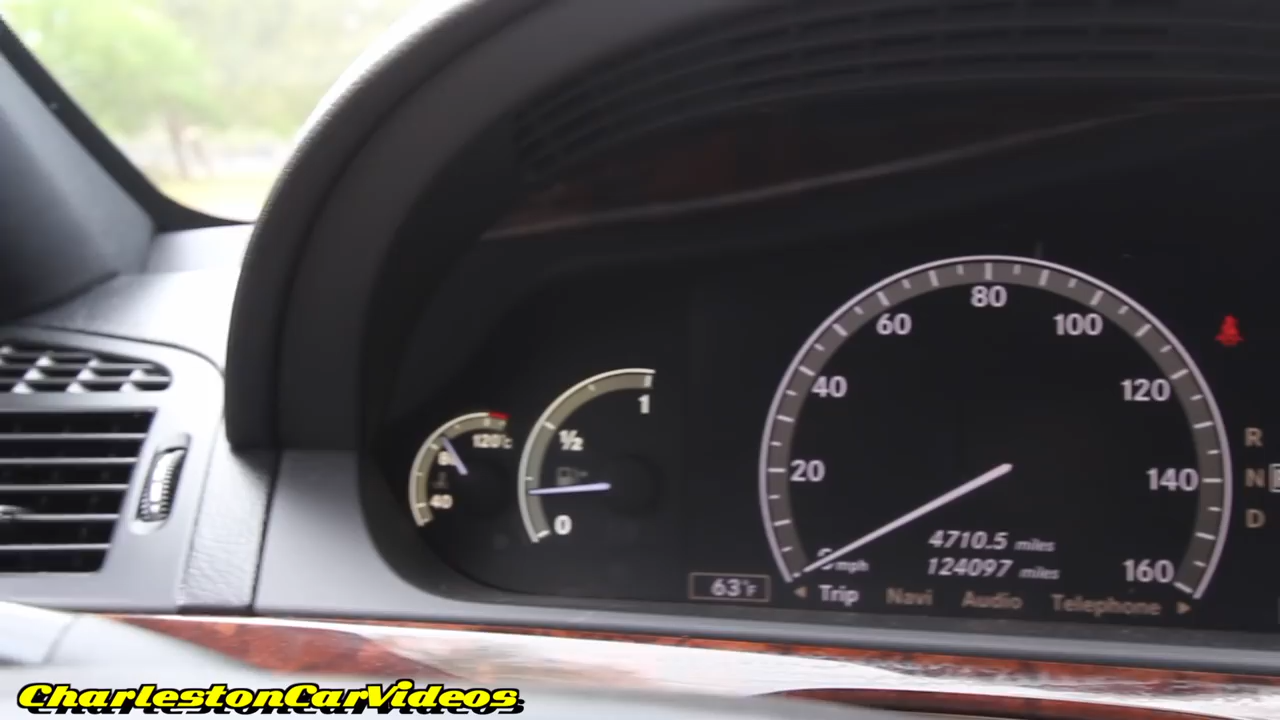 80
60 100
40 120
1
½
120°C
20 140
40
0
R
N
D
4710.5 miles
124097 miles
160
mph
63°F
Trip Navi Audio Telephone
CharlestonCarVideos